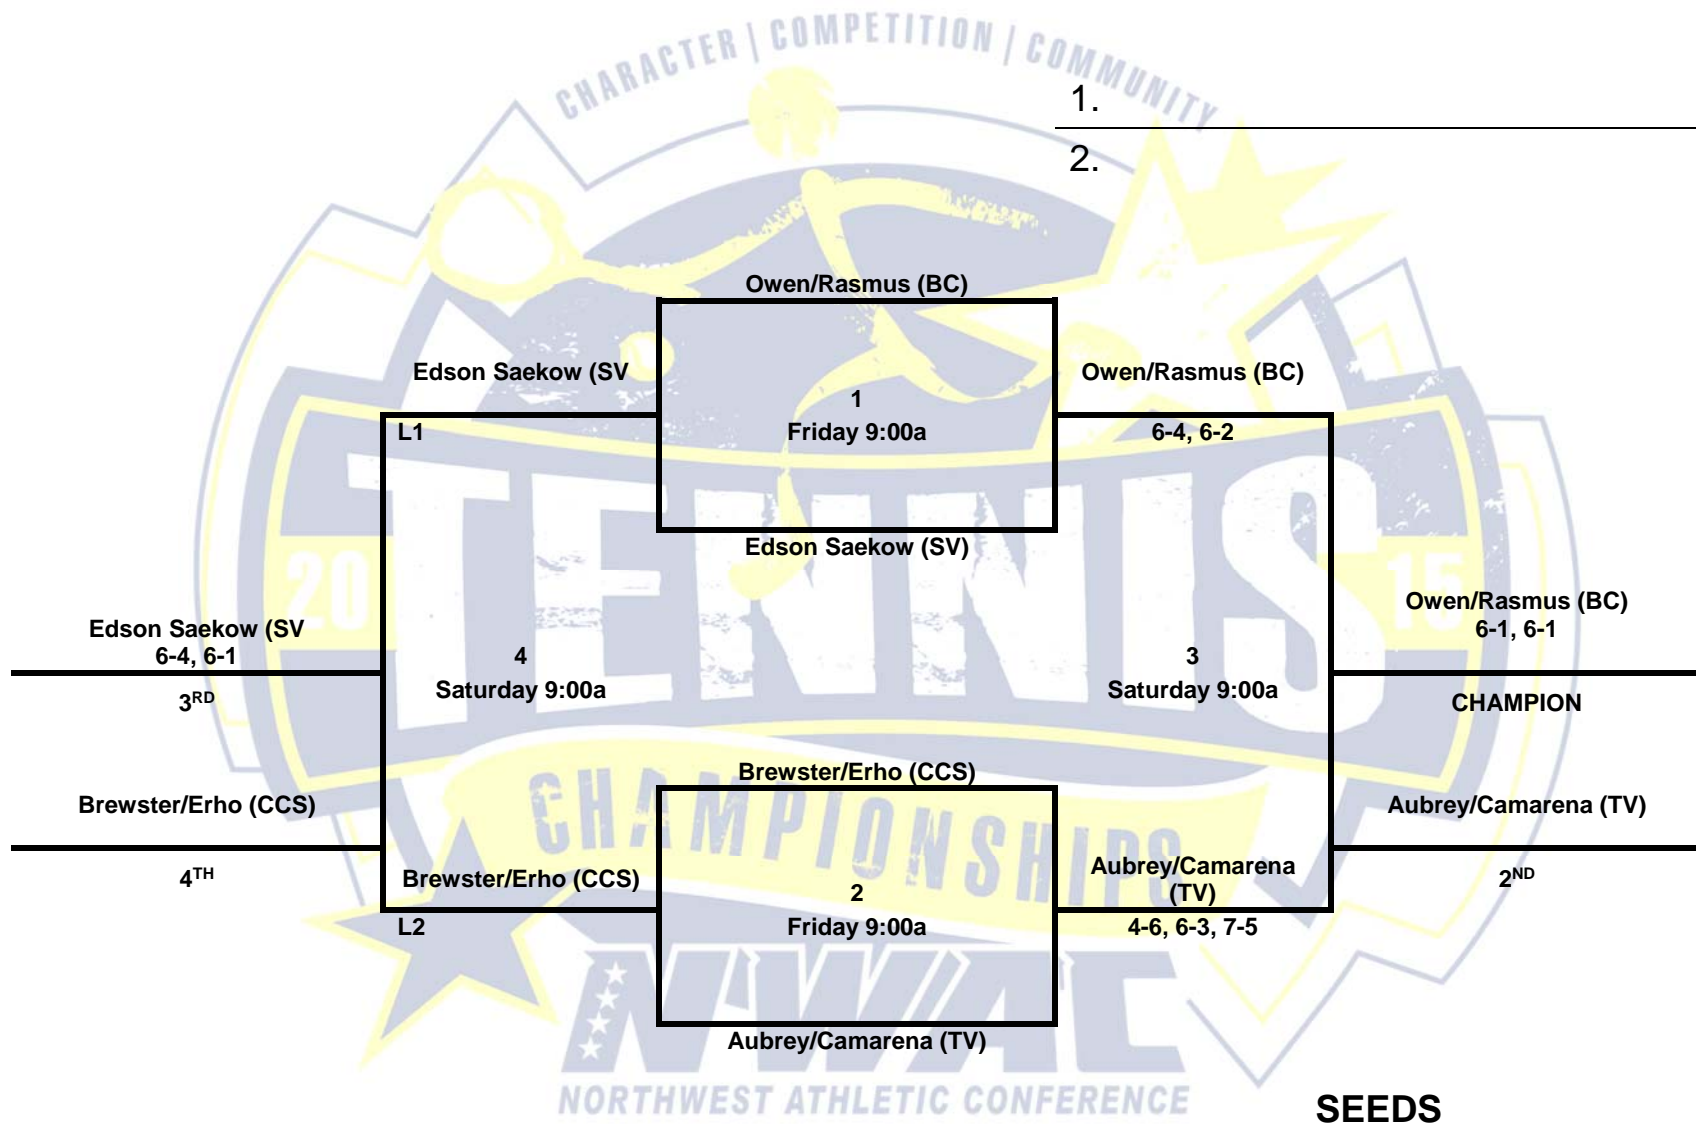 CHARACTER | COMPETITION | COMMUNITY
1.
2.
Owen/Rasmus (BC)
Edson Saekow (SV
Owen/Rasmus (BC)
1
L1
Friday 9:00a
6-4, 6-2
TENNIS
Edson Saekow (SV)
20
15
Owen/Rasmus (BC)
6-1, 6-1
Edson Saekow (SV
6-4, 6-1
4
3
Saturday 9:00a
Saturday 9:00a
3RD
CHAMPION
Brewster/Erho (CCS)
Brewster/Erho (CCS)
Aubrey/Camarena (TV)
CHAMPIONSHIPS
4TH
Brewster/Erho (CCS)
2
Aubrey/Camarena
(TV)
2ND
L2
Friday 9:00a
4-6, 6-3, 7-5
NWAC
Aubrey/Camarena (TV)
NORTHWEST ATHLETIC CONFERENCE
SEEDS